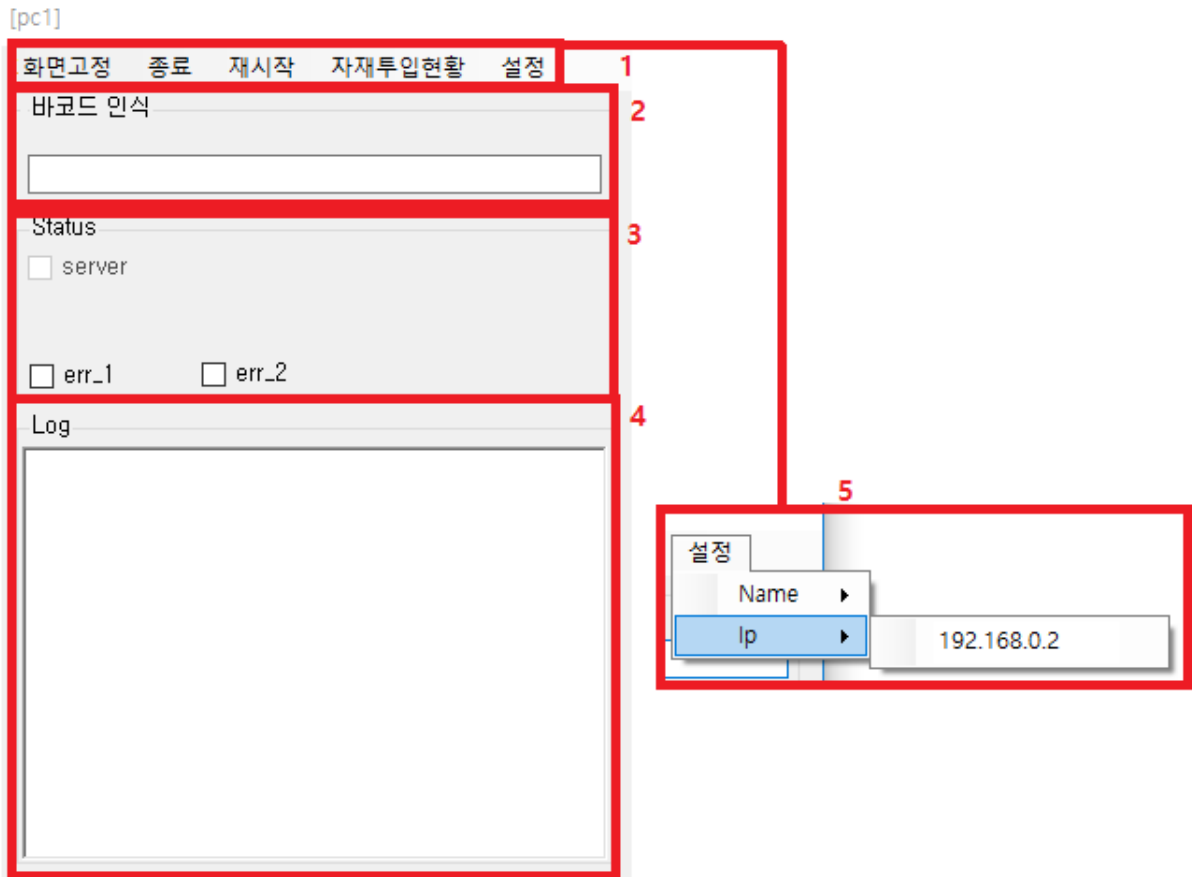 [pc1]
화면고정 종료 재시작 자재투입현황 설정 1
바코드 인식 2
Status 3
server
err_1 err_2
Log 4
5
설정
Name
Ip 192.168.0.2